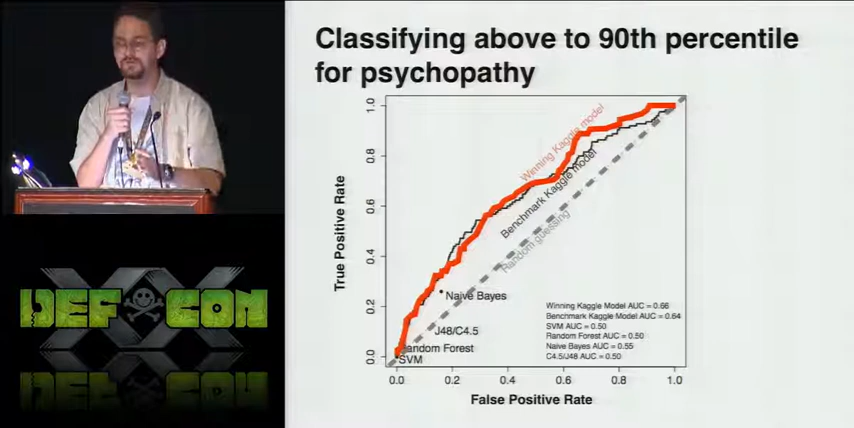 Classifying above to 90th percentile
for psychopathy
True Positive Rate
1.0
0.8
0.6
0.4
0.2
0.0
Winning Kaggle model
Benchmark Kaggle model
Random guessing
Naive Bayes
J48/C4.5
Random Forest
SVM
Winning Kaggle Model AUC = 0.66
Benchmark Kaggle Model AUC = 0.64
SVM AUC = 0.50
Random Forest AUC = 0.50
Naive Bayes AUC = 0.55
C4.5/J48 AUC = 0.50
0.0 0.2 0.4 0.6 0.8 1.0
False Positive Rate
XX
DEFCON